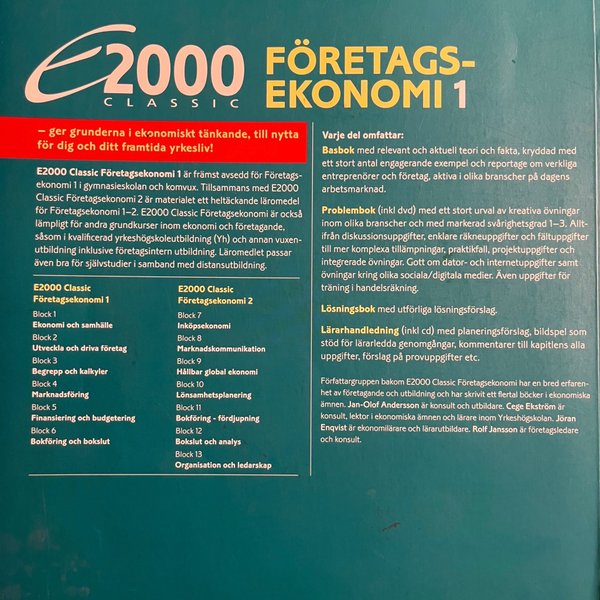 E2000
CLASSIC
FÖRETAGS-
EKONOMI 1
– ger grunderna i ekonomiskt tänkande, till nytta
för dig och ditt framtida yrkesliv!
E2000 Classic Företagsekonomi 1 är främst avsedd för Företags-
ekonomi 1 i gymnasieskolan och komvux. Tillsammans med E2000
Classic Företagsekonomi 2 är materialet ett heltäckande läromedel
för Företagsekonomi 1–2. E2000 Classic Företagsekonomi är också
lämpligt för andra grundkurser inom ekonomi och företagande,
såsom i kvalificerad yrkeshögskoleutbildning (Yh) och annan vuxen-
utbildning inklusive företagsintern utbildning. Läromedlet passar
även bra för självstudier i samband med distansutbildning.
E2000 Classic
Företagsekonomi 1
Block 1
Ekonomi och samhälle
Block 2
Utveckla och driva företag
Block 3
Begrepp och kalkyler
Block 4
Marknadsföring
Block 5
Finansiering och budgetering
Block 6
Bokföring och bokslut
E2000 Classic
Företagsekonomi 2
Block 7
Inköpsekonomi
Block 8
Marknadskommunikation
Block 9
Hållbar global ekonomi
Block 10
Lönsamhetsplanering
Block 11
Bokföring - fördjupning
Block 12
Bokslut och analys
Block 13
Organisation och ledarskap
Varje del omfattar:
Basbok med relevant och aktuell teori och fakta, kryddad med
ett stort antal engagerande exempel och reportage om verkliga
entreprenörer och företag, aktiva i olika branscher på dagens
arbetsmarknad.
Problembok (inkl dvd) med ett stort urval av kreativa övningar
inom olika branscher och med markerad svårighetsgrad 1–3. Allt-
ifrån diskussionsuppgifter, enklare räkneuppgifter och fältuppgifter
till mer komplexa tillämpningar, praktikfall, projektuppgifter och
integrerade övningar. Gott om dator- och internetuppgifter samt
övningar kring olika sociala/digitala medier. Även uppgifter för
träning i handelsräkning.
Lösningsbok med utförliga lösningsförslag.
Lärarhandledning (inkl cd) med planeringsförslag, bildspel som
stöd för lärarledda genomgångar, kommentarer till kapitlens alla
uppgifter, förslag på provuppgifter etc.
Författargruppen bakom E2000 Classic Företagsekonomi har en bred erfaren-
het av företagande och utbildning och har skrivit ett flertal böcker i ekonomiska
ämnen. Jan-Olof Andersson är konsult och utbildare. Cege Ekström är
konsult, lektor i ekonomiska ämnen och lärare inom Yrkeshögskolan. Jöran
Enqvist är ekonomilärare och lärarutbildare. Rolf Jansson är företagsledare
och konsult.